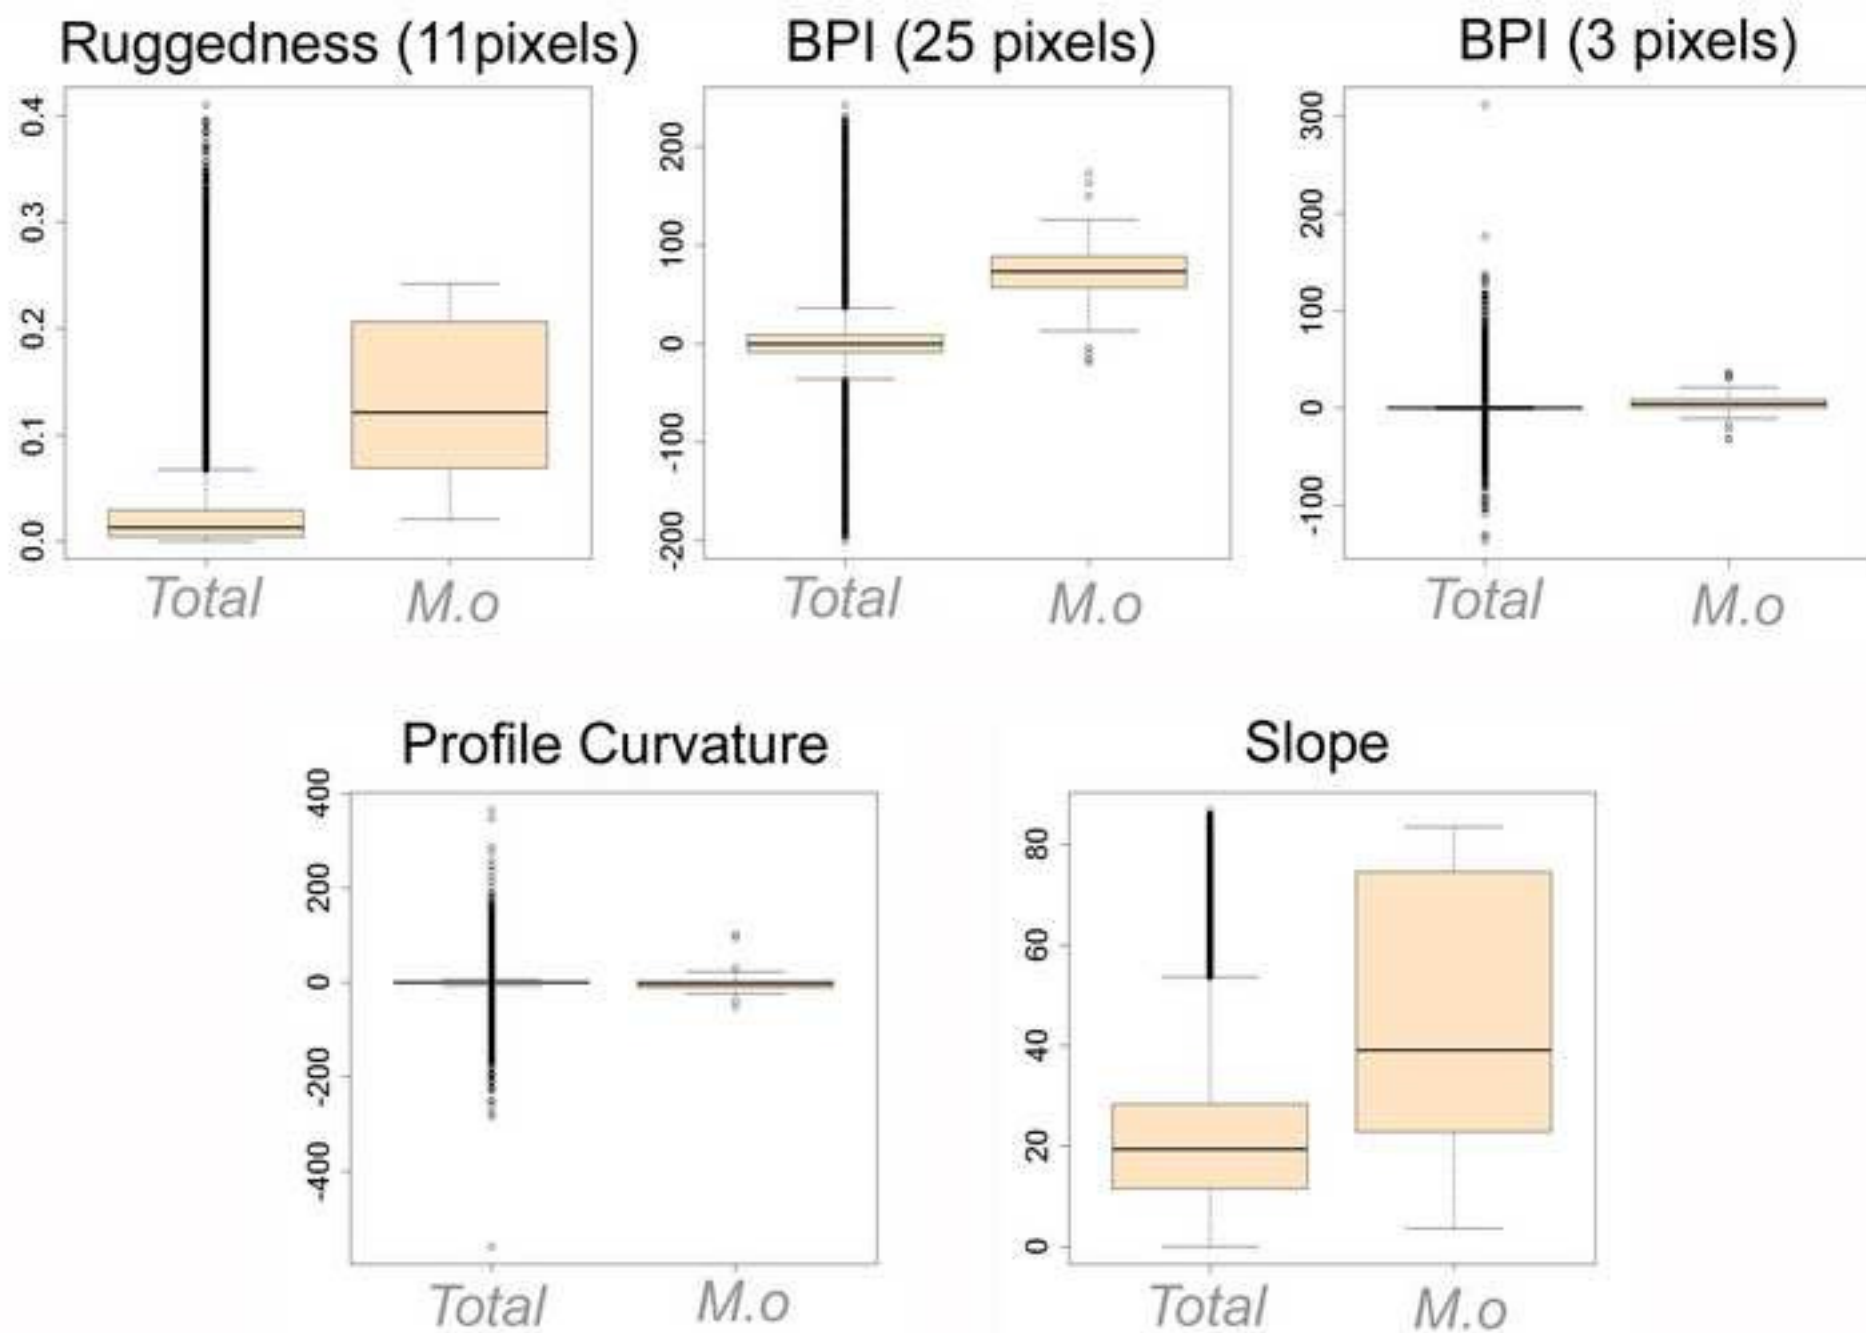 Ruggedness (11pixels)
0.4
0.3
0.2
0.1
0.0
Total M.o
BPI (25 pixels)
200
100
0
-100
-200
Total M.o
BPI (3 pixels)
300
200
100
0
-100
Total M.o
Profile Curvature
400
200
0
-200
-400
Total M.o
Slope
80
60
40
20
0
Total M.o